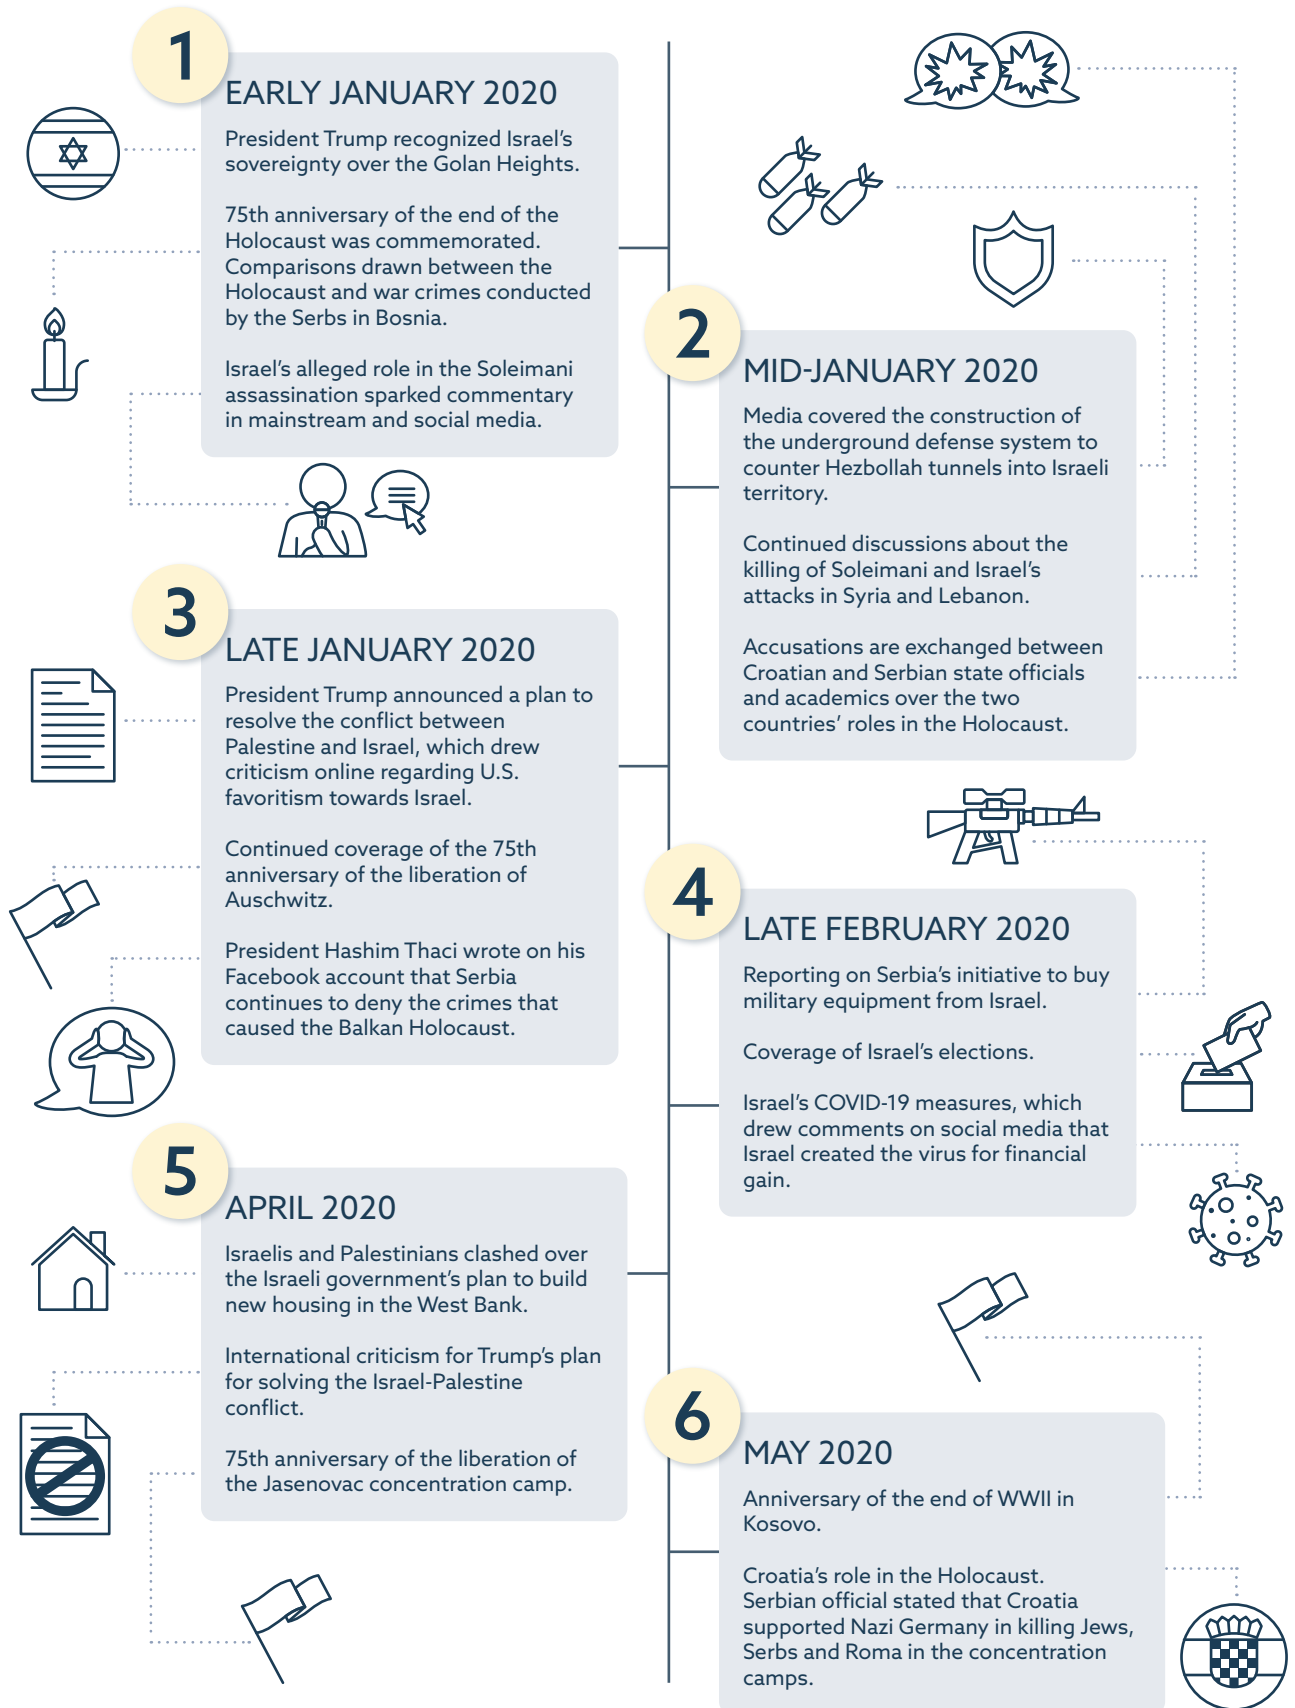 1
EARLY JANUARY 2020
President Trump recognized Israel's
sovereignty over the Golan Heights.
75th anniversary of the end of the
Holocaust was commemorated.
Comparisons drawn between the
Holocaust and war crimes conducted
by the Serbs in Bosnia.
Israel's alleged role in the Soleimani
assassination sparked commentary
in mainstream and social media.
2
MID-JANUARY 2020
Media covered the construction of
the underground defense system to
counter Hezbollah tunnels into Israeli
territory.
Continued discussions about the
killing of Soleimani and Israel's
attacks in Syria and Lebanon.
Accusations are exchanged between
Croatian and Serbian state officials
and academics over the two
countries' roles in the Holocaust.
3
LATE JANUARY 2020
President Trump announced a plan to
resolve the conflict between
Palestine and Israel, which drew
criticism online regarding U.S.
favoritism towards Israel.
Continued coverage of the 75th
anniversary of the liberation of
Auschwitz.
President Hashim Thaci wrote on his
Facebook account that Serbia
continues to deny the crimes that
caused the Balkan Holocaust.
4
LATE FEBRUARY 2020
Reporting on Serbia's initiative to buy
military equipment from Israel.
Coverage of Israel's elections.
Israel's COVID-19 measures, which
drew comments on social media that
Israel created the virus for financial
gain.
5
APRIL 2020
Israelis and Palestinians clashed over
the Israeli government's plan to build
new housing in the West Bank.
International criticism for Trump's plan
for solving the Israel-Palestine
conflict.
75th anniversary of the liberation of
the Jasenovac concentration camp.
6
MAY 2020
Anniversary of the end of WWII in
Kosovo.
Croatia's role in the Holocaust.
Serbian official stated that Croatia
supported Nazi Germany in killing Jews,
Serbs and Roma in the concentration
camps.